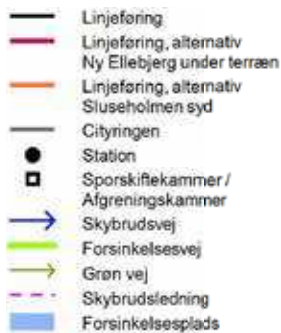 Linjeføring
Linjeføring, alternativ
Ny Ellebjerg under terræn
Linjeføring, alternativ
Sluseholmen syd
Cityringen
Station
Sporskiftekammer /
Afgreningskammer
Skybrudsvej
Forsinkelsesvej
Grøn vej
Skybrudsledning
Forsinkelsesplads